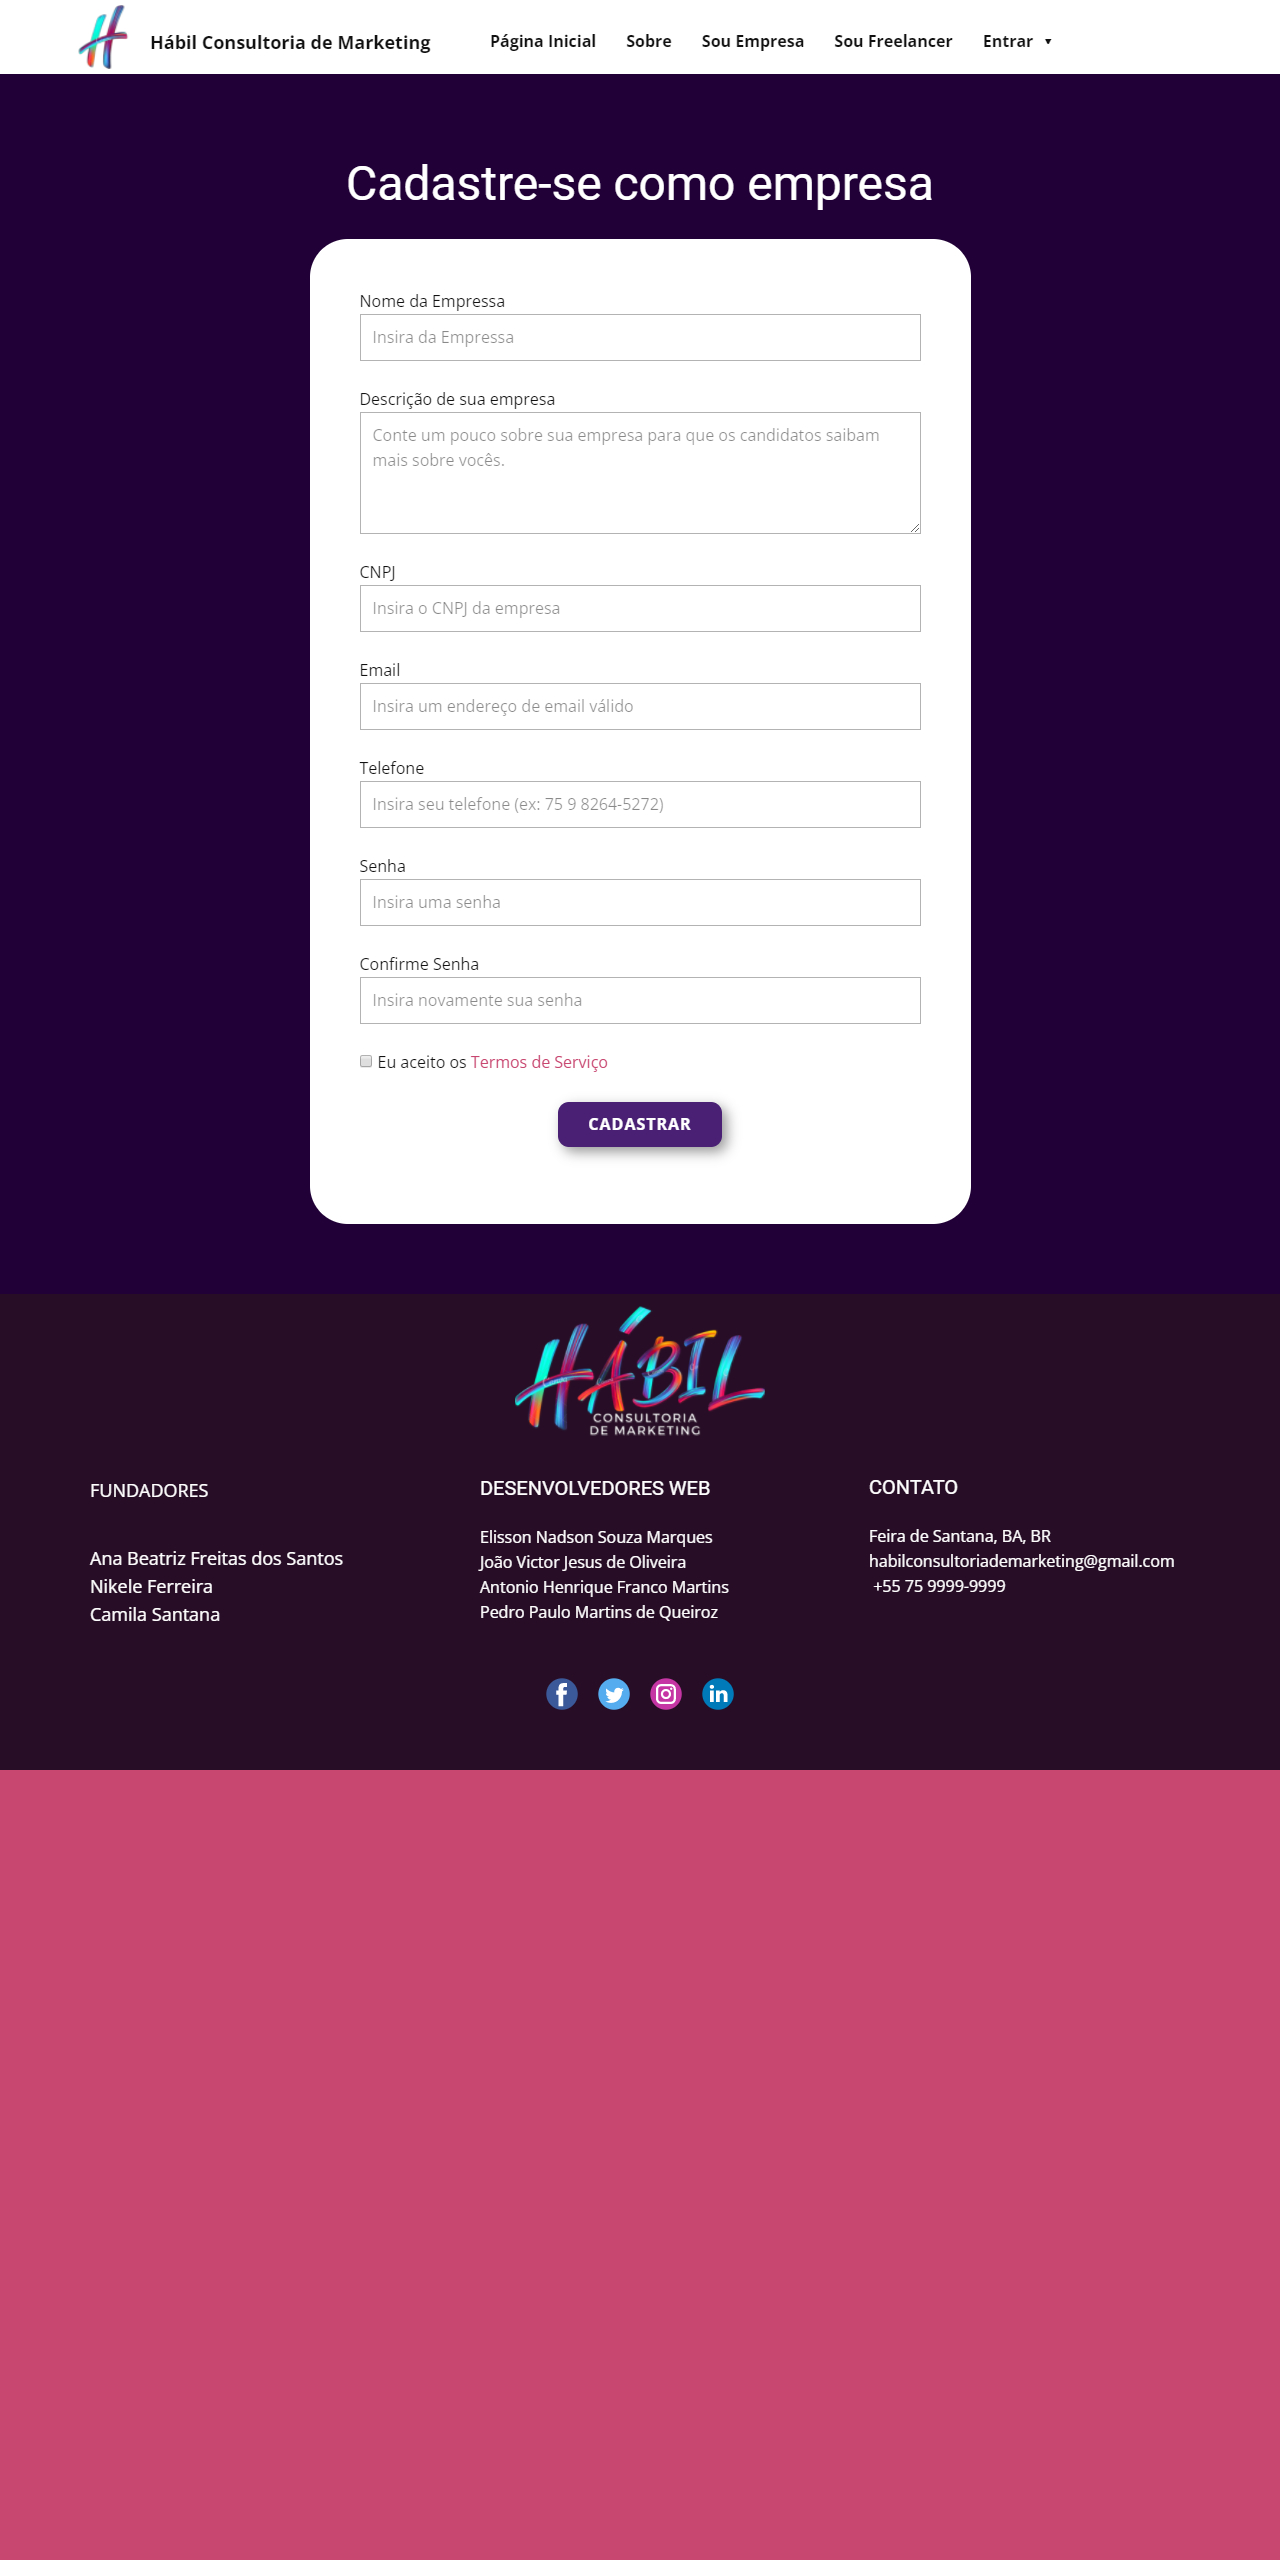 Hábil Consultoria de Marketing
Página Inicial
Sobre
Sou Empresa
Sou Freelancer
Entrar
Cadastre-se como empresa
Nome da Empressa
Insira da Empressa
Descrição de sua empresa
Conte um pouco sobre sua empresa para que os candidatos saibam
mais sobre vocês.
CNPJ
Insira o CNPJ da empresa
Email
Insira um endereço de email válido
Telefone
Insira seu telefone (ex: 75 9 8264-5272)
Senha
Insira uma senha
Confirme Senha
Insira novamente sua senha
Eu aceito os Termos de Serviço
CADASTRAR
HÁBIL
CONSULTORIA
DE MARKETING
FUNDADORES
Ana Beatriz Freitas dos Santos
Nikele Ferreira
Camila Santana
DESENVOLVEDORES WEB
Elisson Nadson Souza Marques
João Victor Jesus de Oliveira
Antonio Henrique Franco Martins
Pedro Paulo Martins de Queiroz
CONTATO
Feira de Santana, BA, BR
habilconsultoriademarketing@gmail.com
+55 75 9999-9999